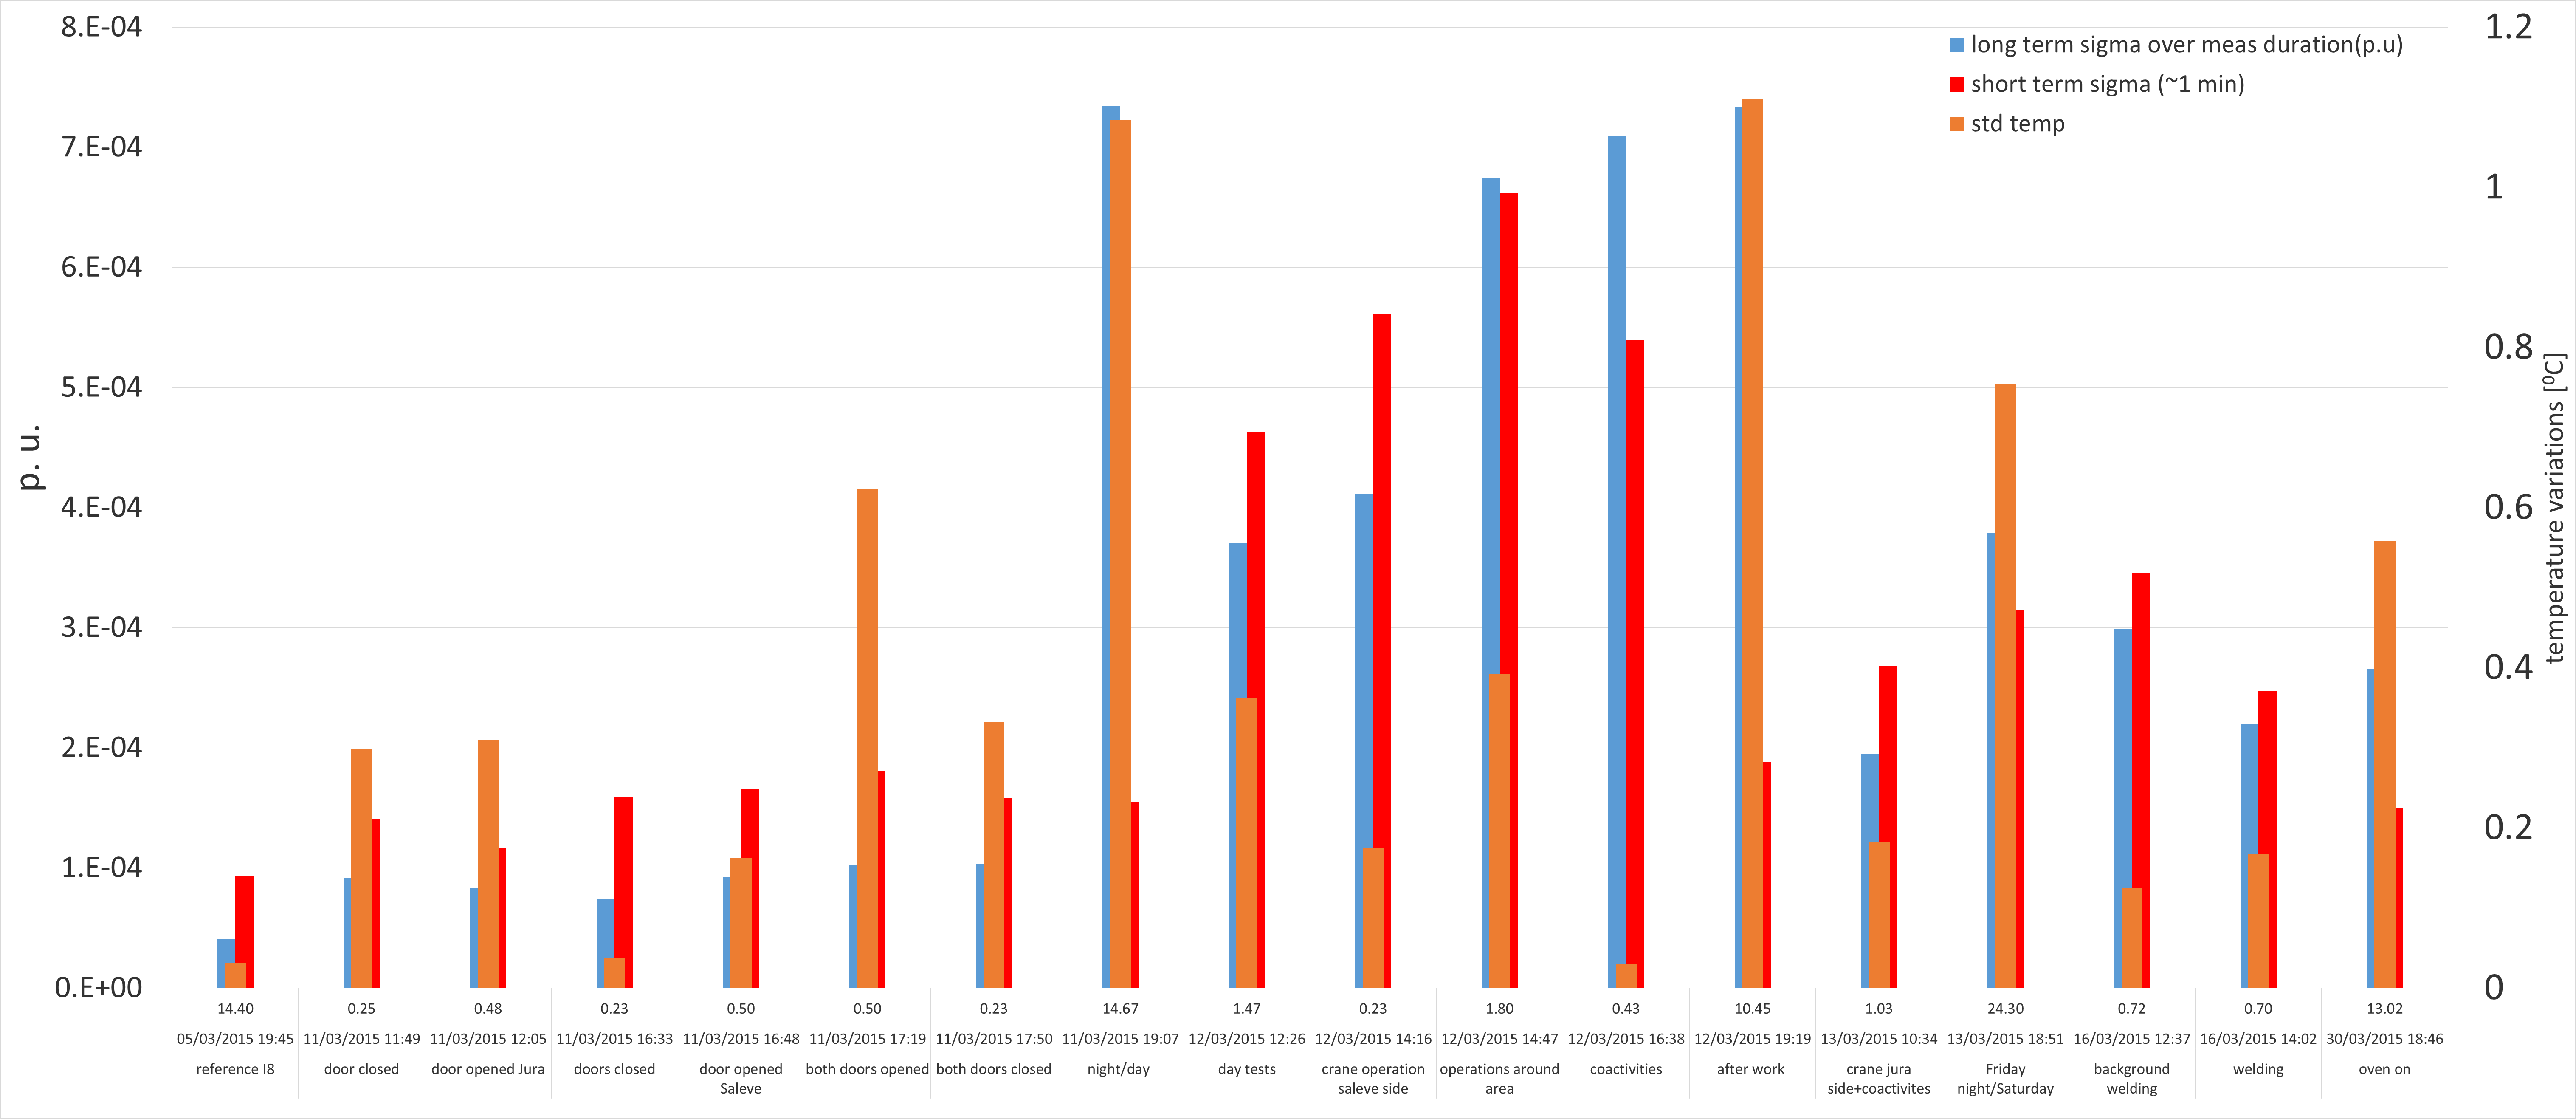 8.E-04
7.E-04
6.E-04
5.E-04
4.E-04
3.E-04
2.E-04
1.E-04
0.E+00
p. u.
long term sigma over meas duration(p.u)
short term sigma (~1 min)
std temp
1.2
1
0.8
0.6
0.4
0.2
0
temperature variations [⁰C]
14.40 0.25 0.48 0.23 0.50 0.50 0.23 14.67 1.47 0.23 1.80 0.43 10.45 1.03 24.30 0.72 0.70 13.02
05/03/2015 19:45 11/03/2015 11:49 11/03/2015 12:05 11/03/2015 16:33 11/03/2015 16:48 11/03/2015 17:19 11/03/2015 17:50 11/03/2015 19:07 12/03/2015 12:26 12/03/2015 14:16 12/03/2015 14:47 12/03/2015 16:38 12/03/2015 19:19 13/03/2015 10:34 13/03/2015 18:51 16/03/2015 12:37 16/03/2015 14:02 30/03/2015 18:46
reference I8
door closed
door opened Jura
doors closed
door opened
Saleve
both doors opened
both doors closed
night/day
day tests
crane operation
saleve side
operations around
area
coactivities
after work
crane jura
side+coactivites
Friday
night/Saturday
background
welding
welding
oven on